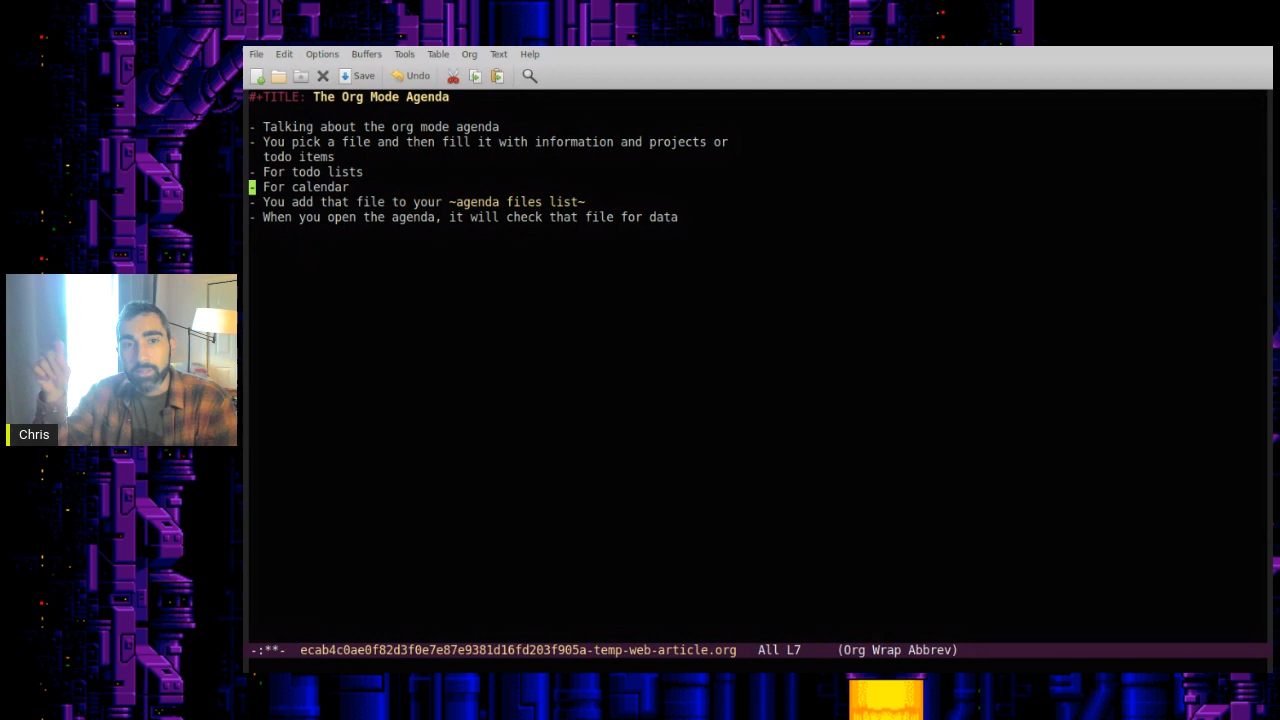 File Edit Options Buffers Tools Table Org Text Help
Save Undo
#+TITLE: The Org Mode Agenda
- Talking about the org mode agenda
- You pick a file and then fill it with information and projects or
todo items
- For todo lists
- For calendar
- You add that file to your ~agenda files list~
- When you open the agenda, it will check that file for data
Chris
-:**- ecab4c0ae0f82d3f0e7e87e9381d16fd203f905a-temp-web-article.org All L7 (Org Wrap Abbrev)